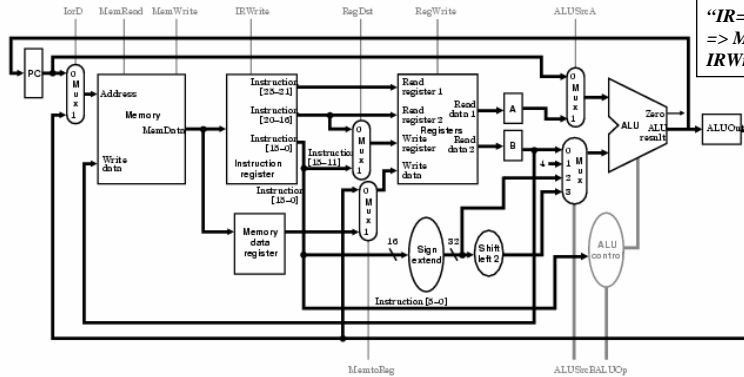 IorD MemRead MemWrite IRWrite RegDst RegWrite ALUSrcA
“IR=
=> M
IRWr
PC
0 M u x 1
Address
Memory
MemData
Write data
Instruction [25–21]
Instruction [20–16]
Instruction [15–0]
Instruction register
Instruction [15–11]
Instruction [15–0]
Memory data register
0 M u x 1
0 M u x 1
Read register 1
Read register 2
Registers
Write register
Write data
Read data 1
Read data 2
A
B
4
0 M u x 1
0 1 M u x 2 3
Zero
ALU
ALU result
ALUOu
16
Sign extend
32
Shift left 2
ALU contro
Instruction [5–0]
MemtoReg
ALUSrcB ALUOp